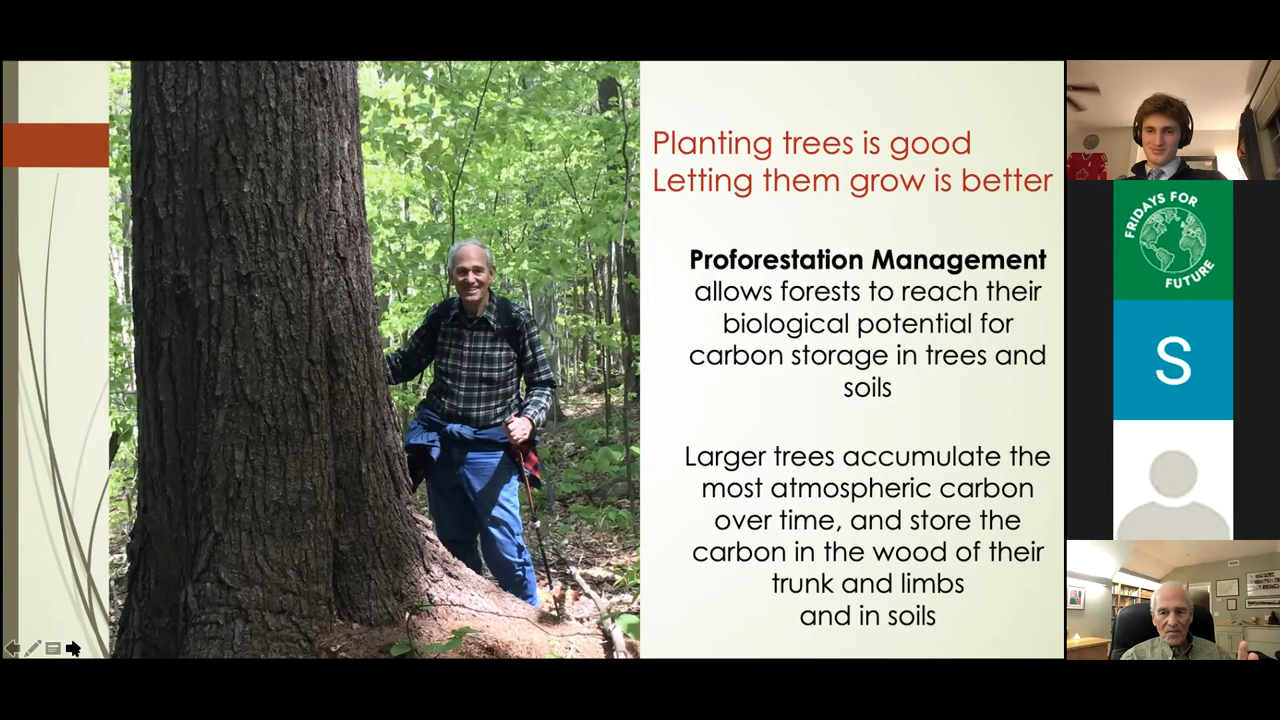 Planting trees is good
Letting them grow is better
Proforestation Management
allows forests to reach their
biological potential for
carbon storage in trees and
soils
Larger trees accumulate the
most atmospheric carbon
over time, and store the
carbon in the wood of their
trunk and limbs
and in soils
FRIDAYS FOR
FUTURE
S